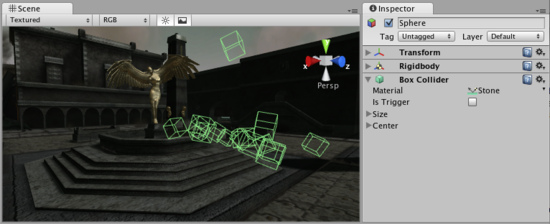 Scene
Textured RGB
x z
Persp
Inspector
Sphere
Tag Untagged Layer Default
Transform
Rigidbody
Box Collider
Material Stone
Is Trigger
Size
Center